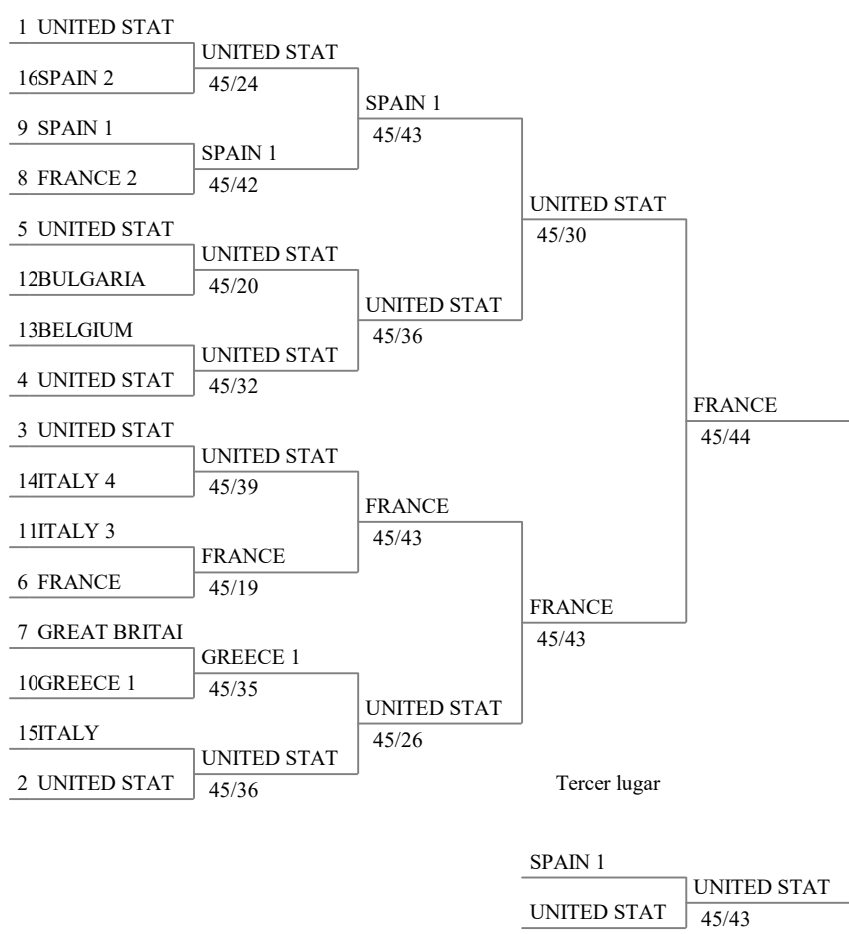 1 UNITED STAT
UNITED STAT
16SPAIN 2
45/24
SPAIN 1
45/43
9 SPAIN 1
SPAIN 1
8 FRANCE 2
45/42
UNITED STAT
45/30
5 UNITED STAT
UNITED STAT
12BULGARIA
45/20
UNITED STAT
45/36
13BELGIUM
UNITED STAT
4 UNITED STAT
45/32
FRANCE
45/44
3 UNITED STAT
UNITED STAT
14ITALY 4
45/39
FRANCE
45/43
11ITALY 3
FRANCE
6 FRANCE
45/19
FRANCE
45/43
7 GREAT BRITAI
GREECE 1
10GREECE 1
45/35
UNITED STAT
45/26
15ITALY
UNITED STAT
2 UNITED STAT
45/36
Tercer lugar
SPAIN 1
UNITED STAT
UNITED STAT
45/43